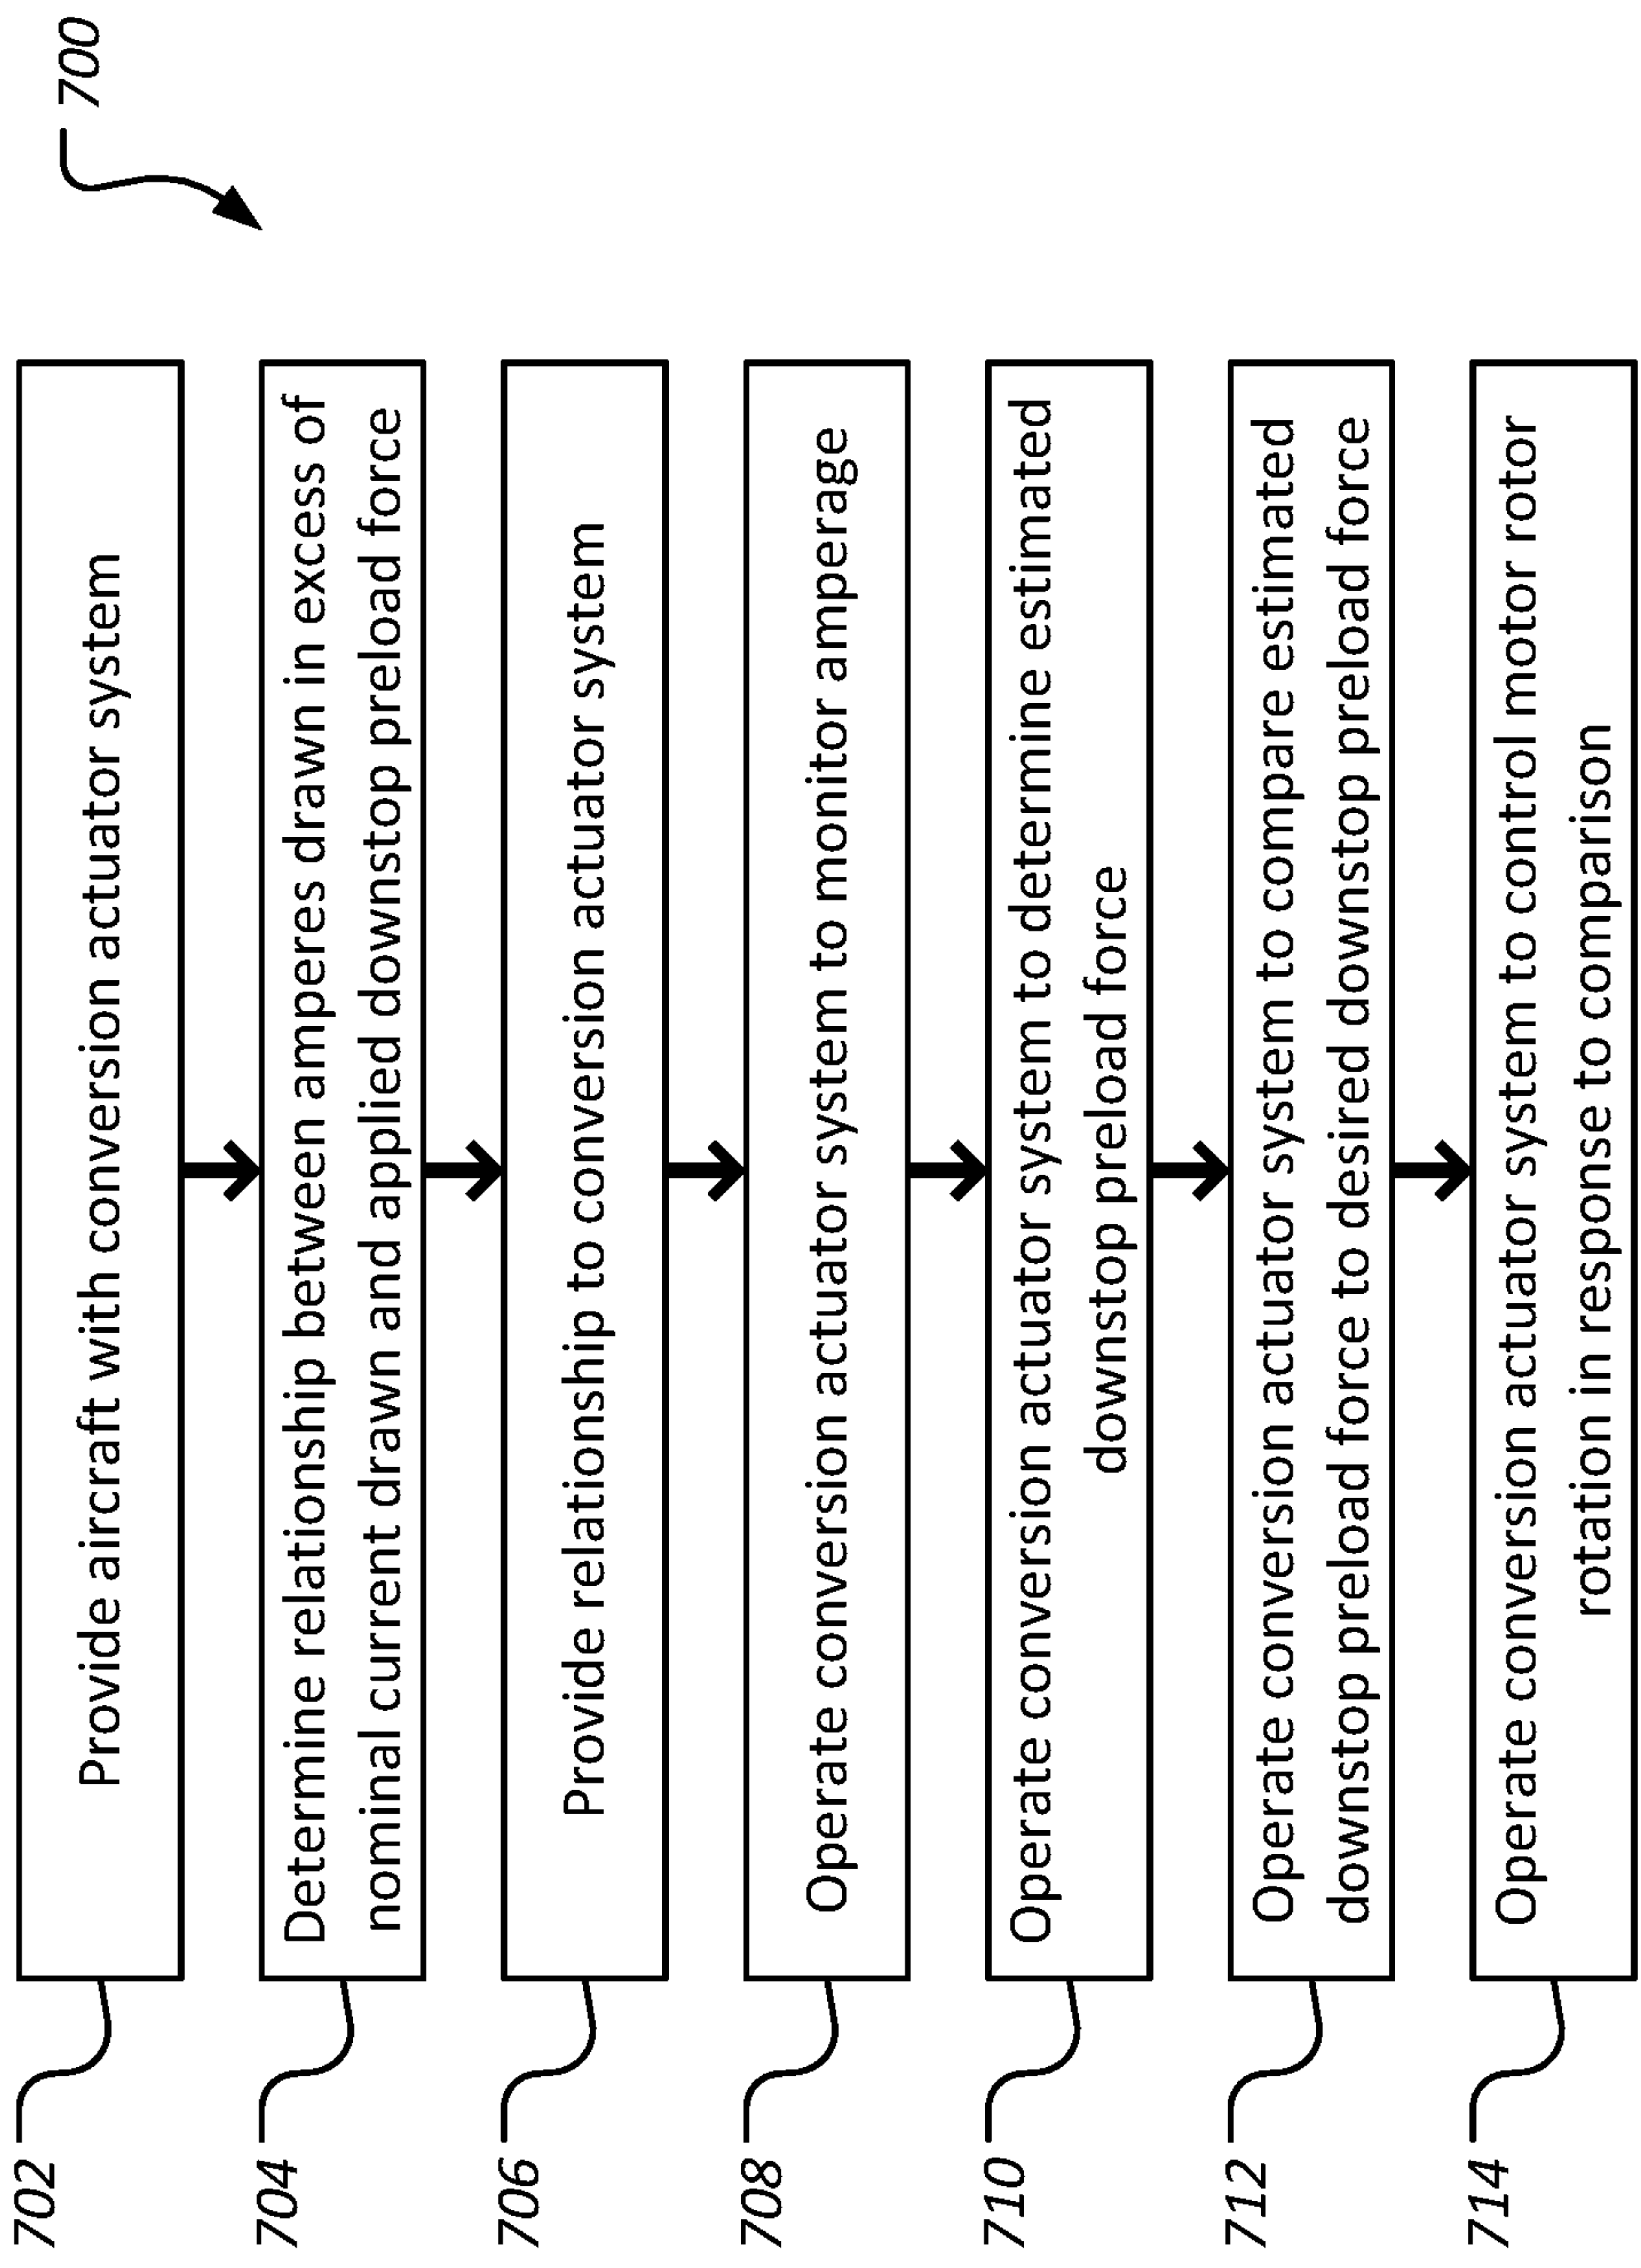 700
702
Provide aircraft with conversion actuator system
704
Determine relationship between amperes drawn in excess of
nominal current drawn and applied downstop preload force
706
Provide relationship to conversion actuator system
708
Operate conversion actuator system to monitor amperage
710
Operate conversion actuator system to determine estimated
downstop preload force
712
Operate conversion actuator system to compare estimated
downstop preload force to desired downstop preload force
714
Operate conversion actuator system to control motor rotor
rotation in response to comparison